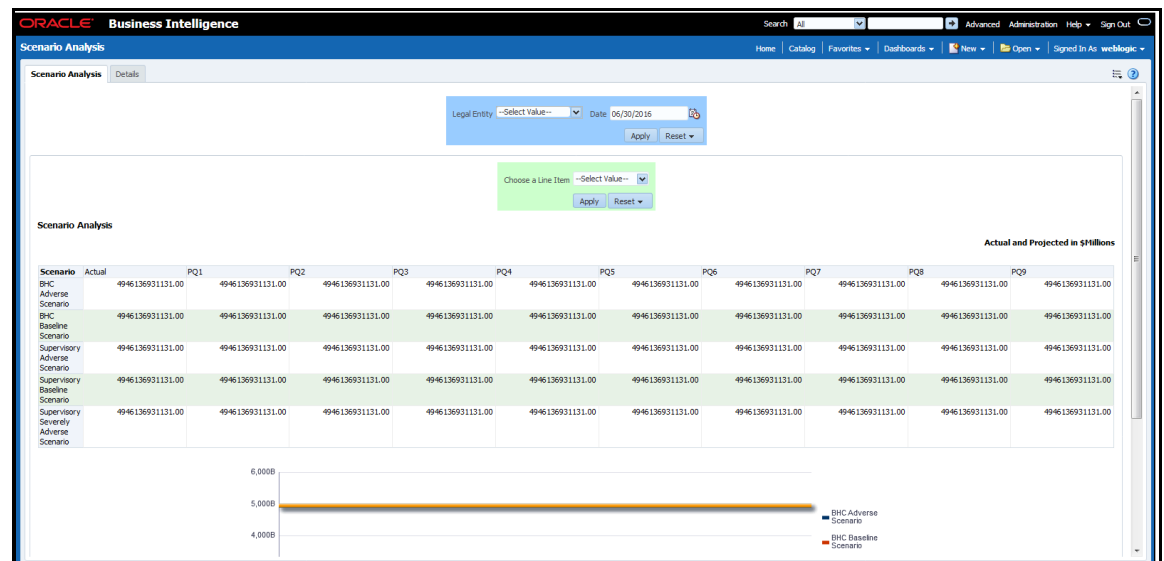 ORACLE Business Intelligence Search All Advanced Administration Help Sign Out
Scenario Analysis Home Catalog Favorites Dashboards New Open Signed In As weblogic
Scenario Analysis Details
Legal Entity --Select Value-- Date 06/30/2016
Apply Reset
Choose a Line Item --Select Value--
Apply Reset
Scenario Analysis
Actual and Projected in $Millions
Scenario Actual PQ1 PQ2 PQ3 PQ4 PQ5 PQ6 PQ7 PQ8 PQ9
BHC Adverse Scenario 4946136931131.00 4946136931131.00 4946136931131.00 4946136931131.00 4946136931131.00 4946136931131.00 4946136931131.00 4946136931131.00 4946136931131.00 4946136931131.00
BHC Baseline Scenario 4946136931131.00 4946136931131.00 4946136931131.00 4946136931131.00 4946136931131.00 4946136931131.00 4946136931131.00 4946136931131.00 4946136931131.00 4946136931131.00
Supervisory Adverse Scenario 4946136931131.00 4946136931131.00 4946136931131.00 4946136931131.00 4946136931131.00 4946136931131.00 4946136931131.00 4946136931131.00 4946136931131.00 4946136931131.00
Supervisory Baseline Scenario 4946136931131.00 4946136931131.00 4946136931131.00 4946136931131.00 4946136931131.00 4946136931131.00 4946136931131.00 4946136931131.00 4946136931131.00 4946136931131.00
Supervisory Severely Adverse Scenario 4946136931131.00 4946136931131.00 4946136931131.00 4946136931131.00 4946136931131.00 4946136931131.00 4946136931131.00 4946136931131.00 4946136931131.00 4946136931131.00
6,000B
5,000B
4,000B
BHC Adverse
Scenario
BHC Baseline
Scenario